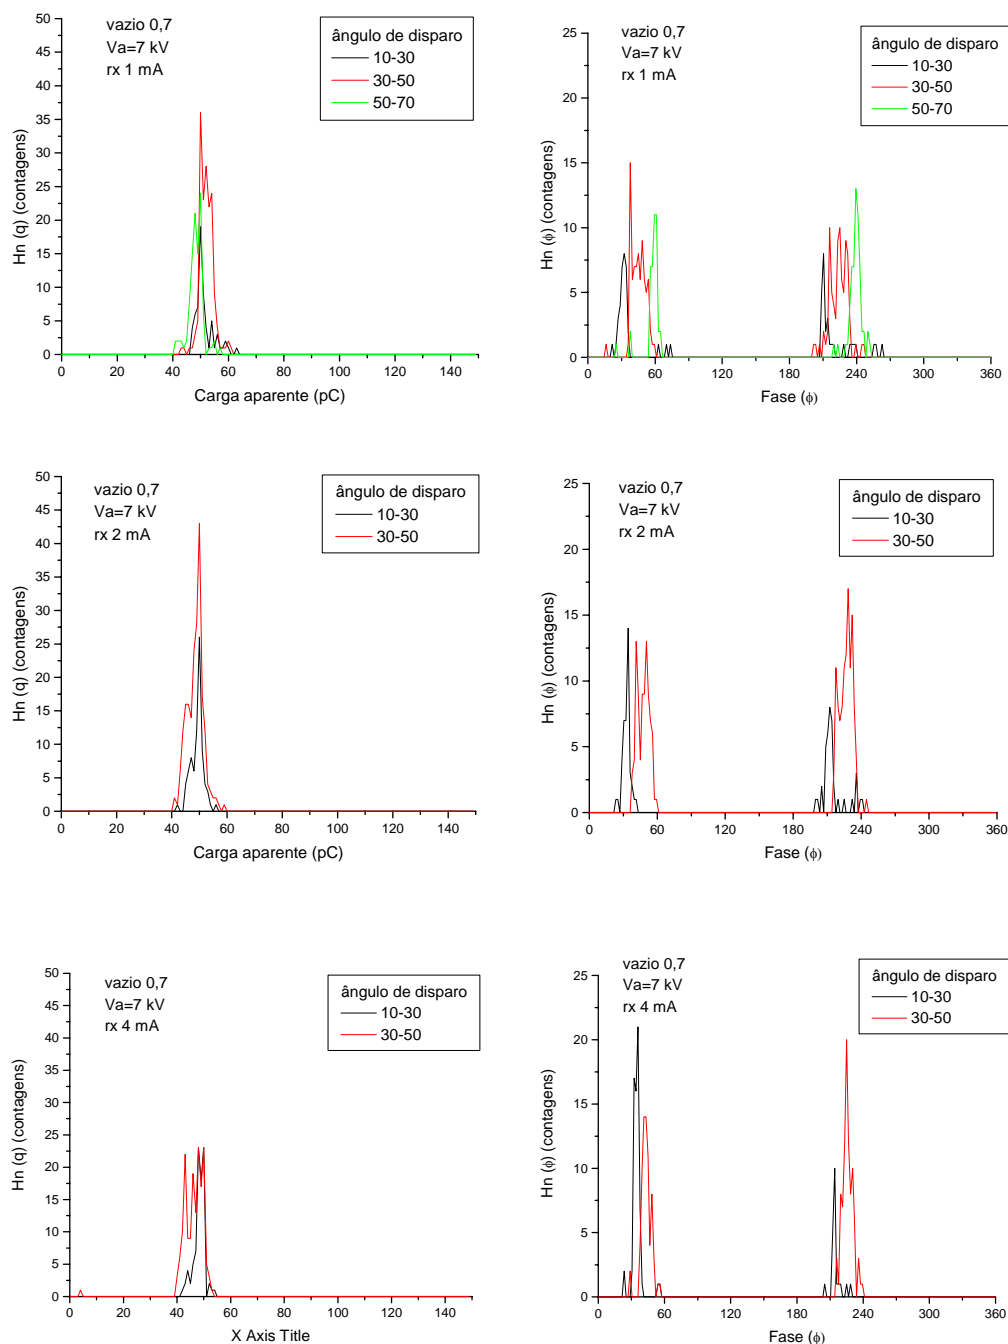 vazio 0,7
Va=7 kV
rx 1 mA
ângulo de disparo
10-30
30-50
50-70
Hn (q) (contagens)
50
45
40
35
30
25
20
15
10
5
0
0 20 40 60 80 100 120 140
Carga aparente (pC)
vazio 0,7
Va=7 kV
rx 1 mA
ângulo de disparo
10-30
30-50
50-70
Hn (ϕ) (contagens)
25
20
15
10
5
0
0 60 120 180 240 300 360
Fase (ϕ)
vazio 0,7
Va=7 kV
rx 2 mA
ângulo de disparo
10-30
30-50
Hn (q) (contagens)
50
45
40
35
30
25
20
15
10
5
0
0 20 40 60 80 100 120 140
Carga aparente (pC)
vazio 0,7
Va=7 kV
rx 2 mA
ângulo de disparo
10-30
30-50
Hn (ϕ) (contagens)
25
20
15
10
5
0
0 60 120 180 240 300 360
Fase (ϕ)
vazio 0,7
Va=7 kV
rx 4 mA
ângulo de disparo
10-30
30-50
Hn (q) (contagens)
50
45
40
35
30
25
20
15
10
5
0
0 20 40 60 80 100 120 140
X Axis Title
vazio 0,7
Va=7 kV
rx 4 mA
ângulo de disparo
10-30
30-50
Hn (ϕ) (contagens)
25
20
15
10
5
0
0 60 120 180 240 300 360
Fase (ϕ)